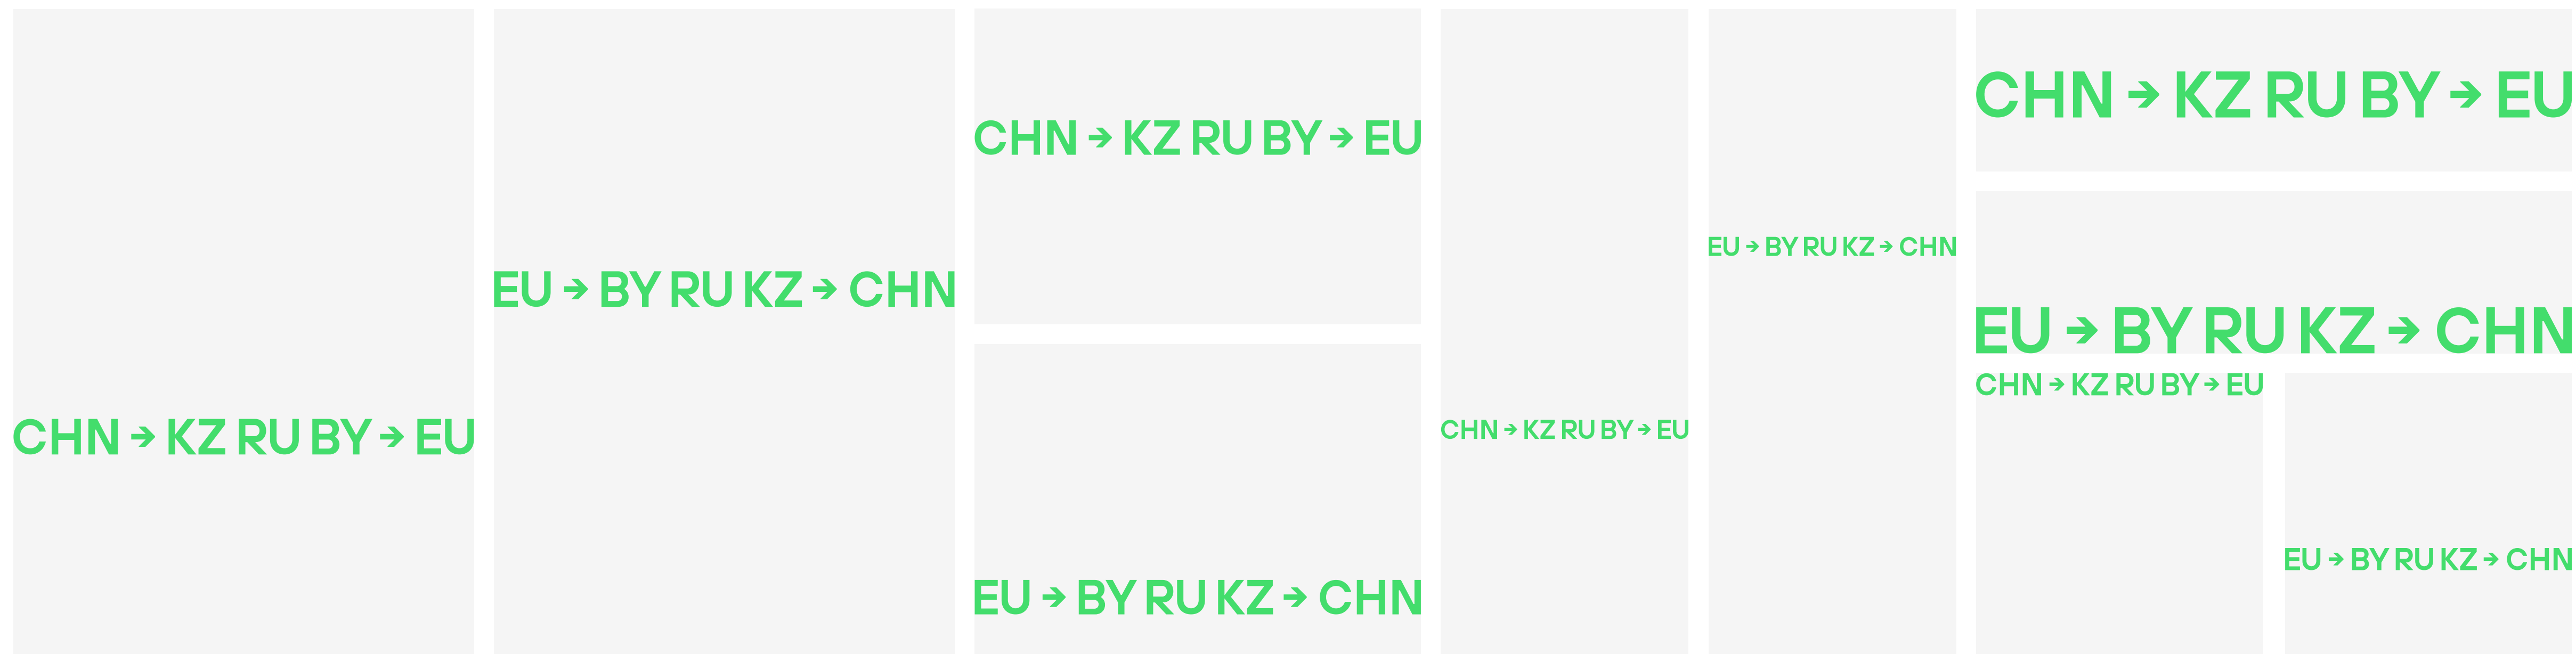 CHN → KZ RU BY → EU
EU → BY RU KZ → CHN
CHN → KZ RU BY → EU
EU → BY RU KZ → CHN
CHN → KZ RU BY → EU
EU → BY RU KZ → CHN
CHN → KZ RU BY → EU
EU → BY RU KZ → CHN
CHN → KZ RU BY → EU
EU → BY RU KZ → CHN